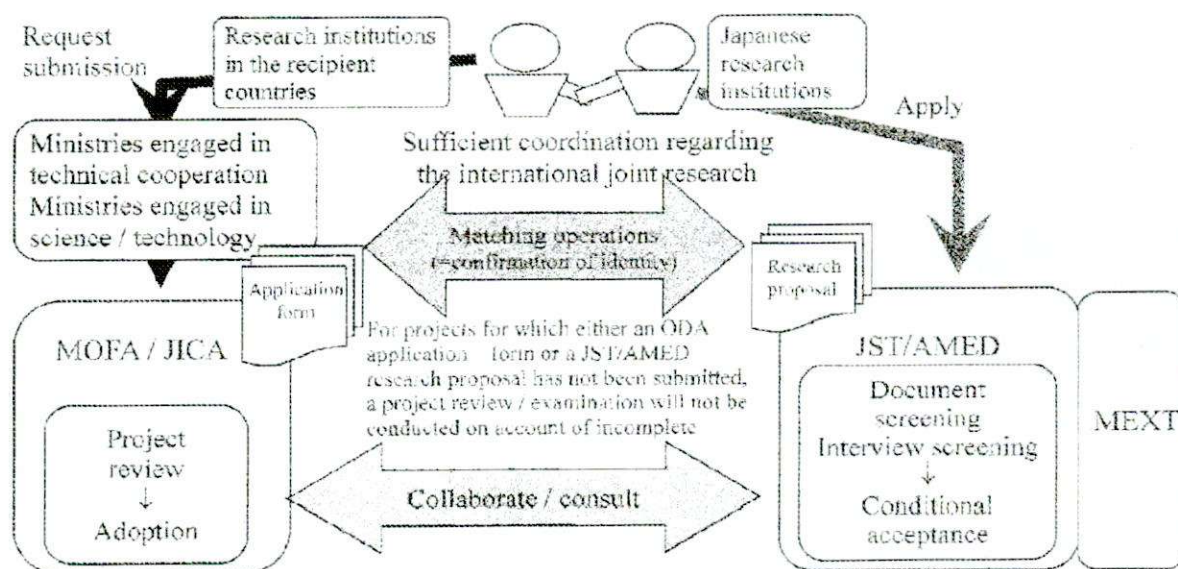 Request
submission
Research institutions
in the recipient
countries
Japanese
research
institutions
Apply
Ministries engaged in
technical cooperation
Ministries engaged in
science / technology
Sufficient coordination regarding
the international joint research
Matching operations
(=confirmation of identity)
Application
form
Research
proposal
MOFA / JICA
For projects for which either an ODA
application form or a JST/AMED
research proposal has not been submitted,
a project review / examination will not be
conducted on account of incomplete
JST/AMED
MEXT
Project
review
↓
Adoption
Collaborate / consult
Document
screening
Interview screening
↓
Conditional
acceptance